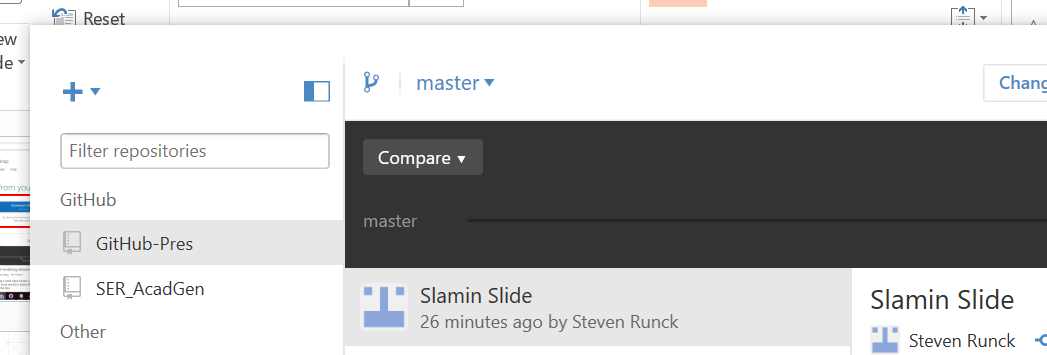 Reset
ew
de
master
Chang
Filter repositories
Compare
GitHub
master
GitHub-Pres
SER_AcadGen
Slamin Slide
26 minutes ago by Steven Runck
Slamin Slide
Steven Runck
Other